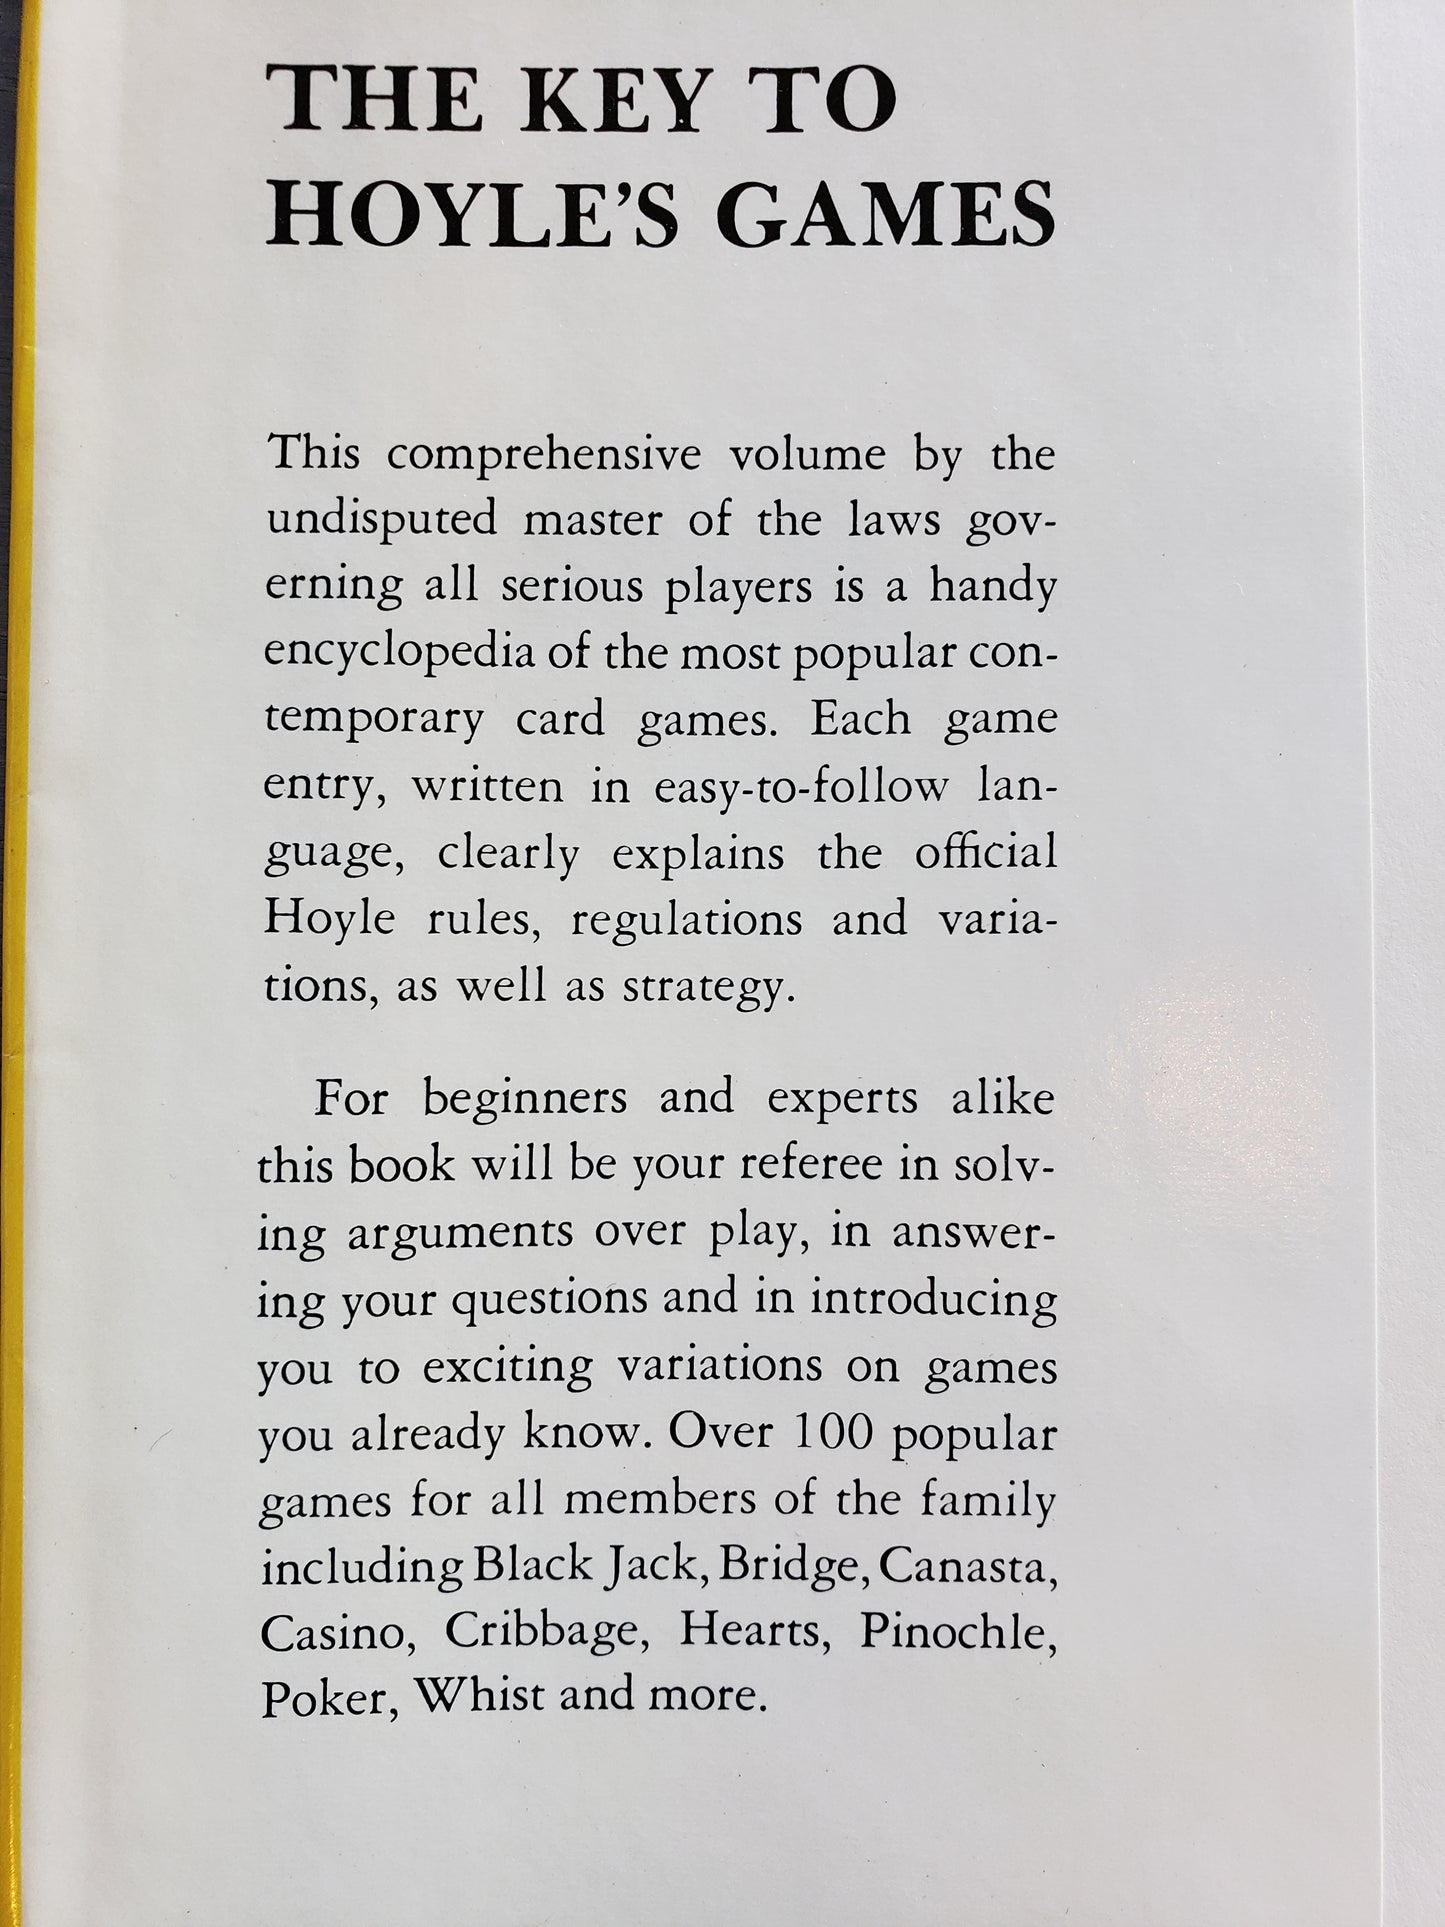 THE KEY TO
HOYLE'S GAMES
This comprehensive volume by the
undisputed master of the laws gov-
erning all serious players is a handy
encyclopedia of the most popular con-
temporary card games. Each game
entry, written in easy-to-follow lan-
guage, clearly explains the official
Hoyle rules, regulations and varia-
tions, as well as strategy.
For beginners and experts alike
this book will be your referee in solv-
ing arguments over play, in answer-
ing your questions and in introducing
you to exciting variations on games
you already know. Over 100 popular
games for all members of the family
including Black Jack, Bridge, Canasta,
Casino, Cribbage, Hearts, Pinochle,
Poker, Whist and more.